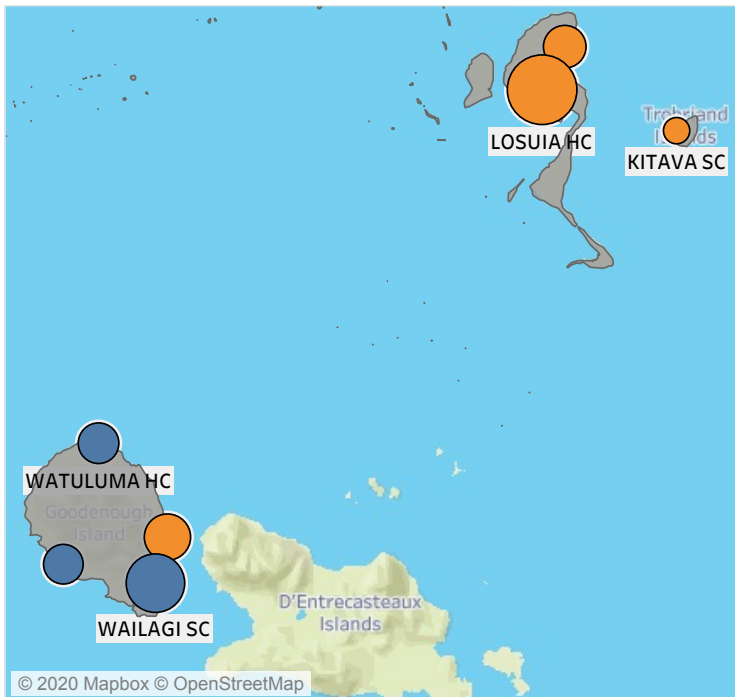 Trobriand
Islands
LOSUIA HC
KITAVA SC
WATULUMA HC
Goodenough
Island
WAILAGI SC
D'Entrecasteaux
Islands
© 2020 Mapbox © OpenStreetMap